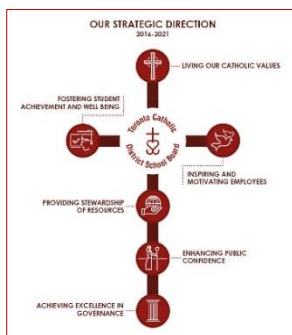 OUR STRATEGIC DIRECTION
2016-2021
LIVING OUR CATHOLIC VALUES
FOSTERING STUDENT
ACHIEVEMENT AND WELL BEING
Toronto Catholic
District School Board
INSPIRING AND
MOTIVATING EMPLOYEES
PROVIDING STEWARDSHIP
OF RESOURCES
ENHANCING PUBLIC
CONFIDENCE
ACHIEVING EXCELLENCE IN
GOVERNANCE